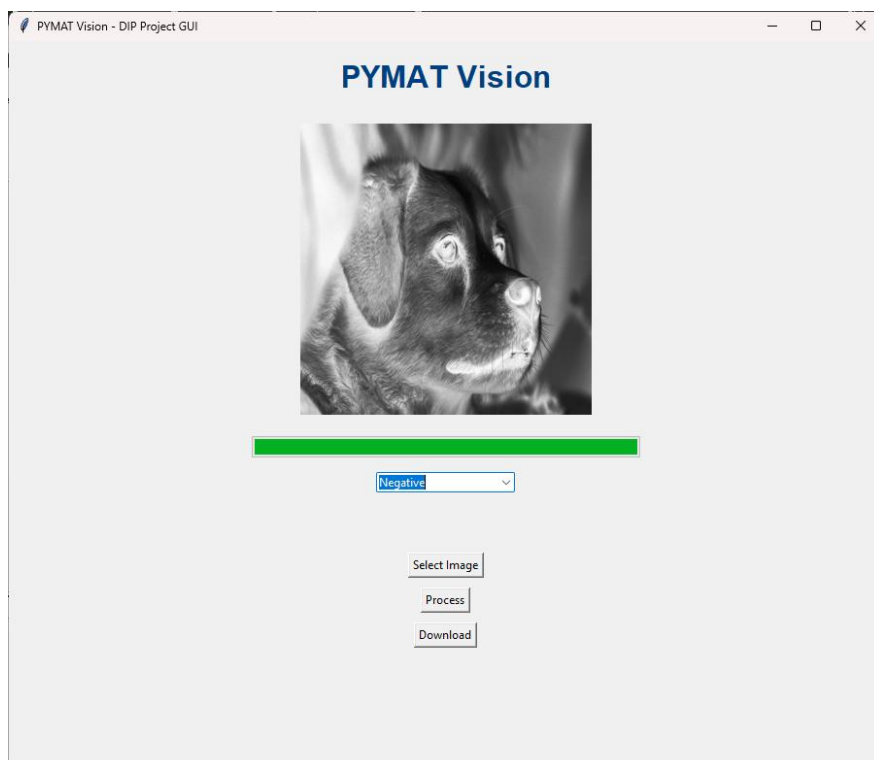 PYMAT Vision - DIP Project GUI
PYMAT Vision
Negative
Select Image
Process
Download